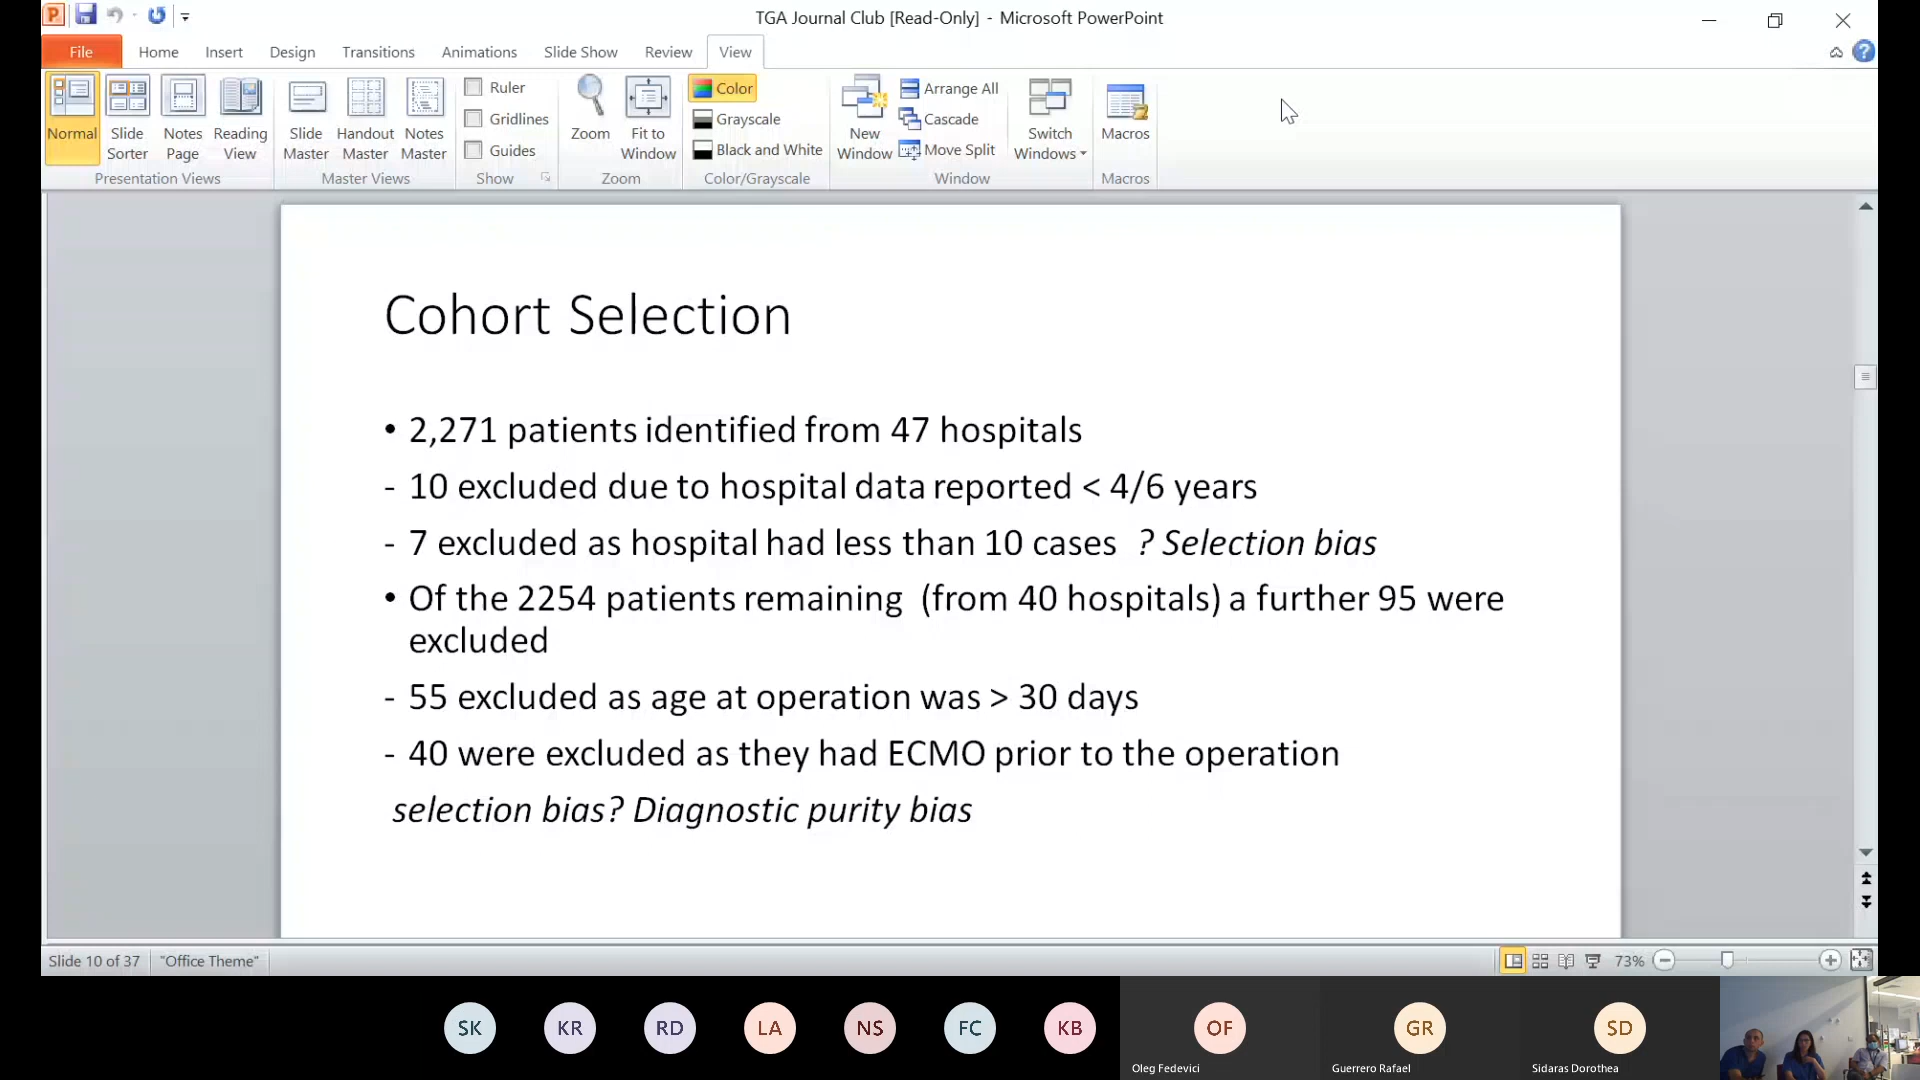 TGA Journal Club [Read-Only] - Microsoft PowerPoint
File Home Insert Design Transitions Animations Slide Show Review View
Normal
Slide Sorter
Notes Page
Reading View
Presentation Views
Slide Master
Handout Master
Notes Master
Master Views
Ruler
Gridlines
Guides
Show
Zoom
Fit to Window
Zoom
Color
Grayscale
Black and White
Color/Grayscale
New Window
Arrange All
Cascade
Move Split
Switch Windows
Window
Macros
Macros
Cohort Selection
• 2,271 patients identified from 47 hospitals
- 10 excluded due to hospital data reported < 4/6 years
- 7 excluded as hospital had less than 10 cases ? Selection bias
• Of the 2254 patients remaining (from 40 hospitals) a further 95 were
excluded
- 55 excluded as age at operation was > 30 days
- 40 were excluded as they had ECMO prior to the operation
selection bias? Diagnostic purity bias
Slide 10 of 37 "Office Theme" 73%
SK KR RD LA NS FC KB OF GR SD
Oleg Fedevici Guerrero Rafael Sidaras Dorothea